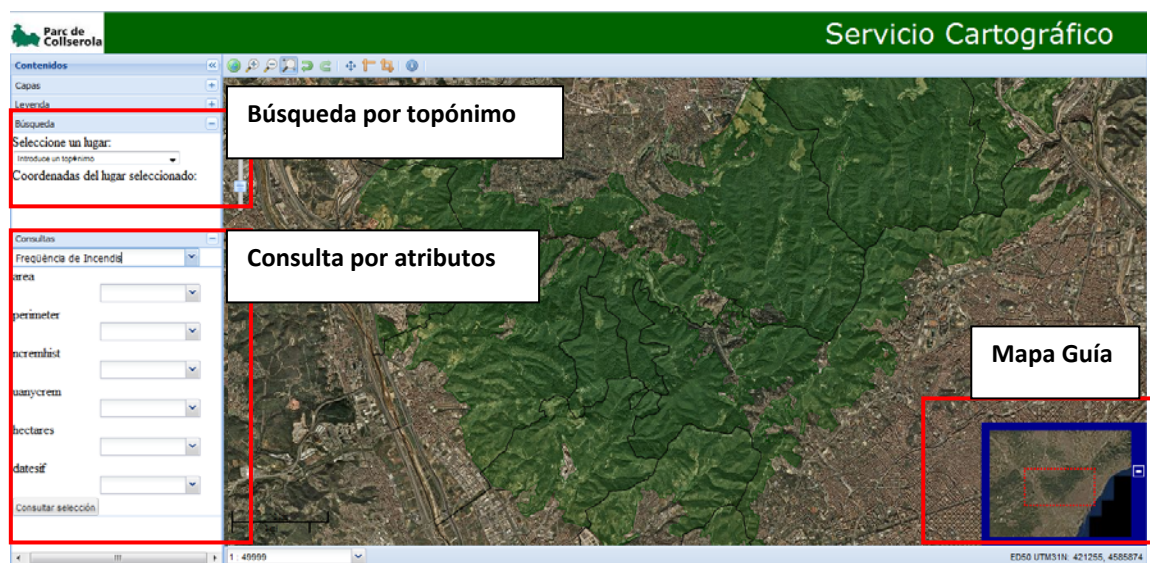 Parc de
Collserola
Servicio Cartográfico
Contenidos
Capas
Leyenda
Búsqueda
Seleccione un lugar:
Introduce un topónimo
Coordenadas del lugar seleccionado:
Búsqueda por topónimo
Consultas
Freqüència de Incendis
area
perimeter
ncremhist
uanycrem
hectares
datesif
Consultar selección
Consulta por atributos
Mapa Guía
1 : 49999
ED50 UTM31N: 421255, 4585874